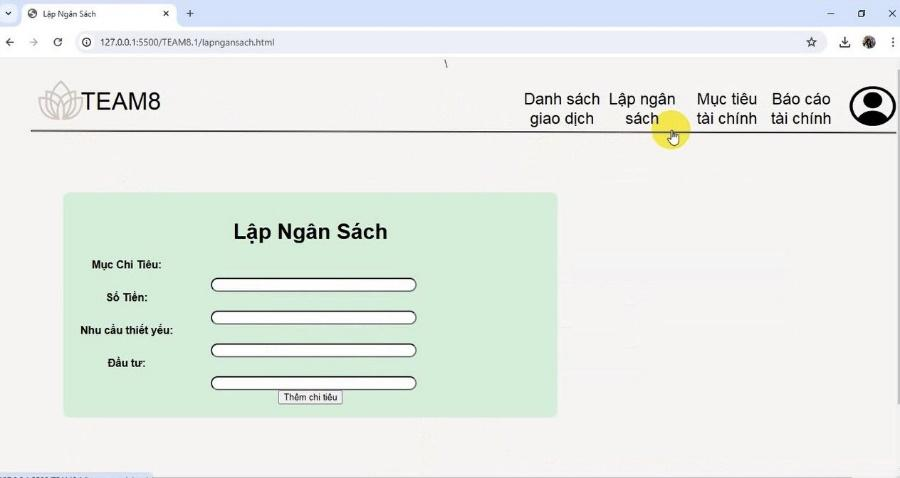 Lập Ngân Sách
127.0.0.1:5500/TEAM8.1/lapngansach.html
\
TEAM8
Danh sách giao dịch
Lập ngân sách
Mục tiêu tài chính
Báo cáo tài chính
Lập Ngân Sách
Mục Chi Tiêu:
Số Tiền:
Nhu cầu thiết yếu:
Đầu tư:
Thêm chi tiêu